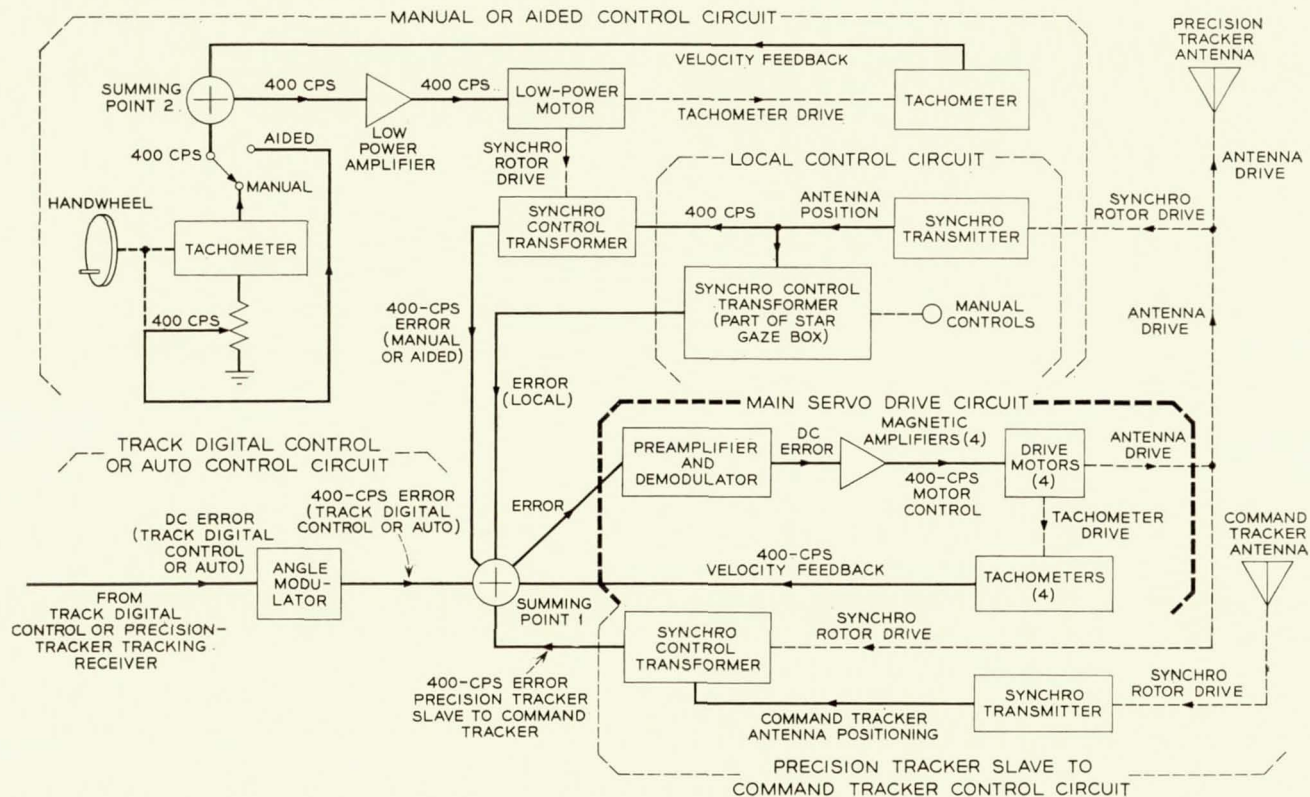 MANUAL OR AIDED CONTROL CIRCUIT
PRECISION
TRACKER
ANTENNA
VELOCITY FEEDBACK
SUMMING
POINT 2
400 CPS
400 CPS
LOW-POWER
MOTOR
TACHOMETER
TACHOMETER DRIVE
LOW
POWER
AMPLIFIER
AIDED
400 CPS
MANUAL
SYNCHRO
ROTOR
DRIVE
LOCAL CONTROL CIRCUIT
ANTENNA DRIVE
HANDWHEEL
TACHOMETER
SYNCHRO
CONTROL
TRANSFORMER
400 CPS
ANTENNA
POSITION
SYNCHRO
TRANSMITTER
SYNCHRO
ROTOR DRIVE
400 CPS
400-CPS
ERROR
(MANUAL
OR AIDED)
SYNCHRO CONTROL
TRANSFORMER
(PART OF STAR
GAZE BOX)
MANUAL
CONTROLS
ANTENNA
DRIVE
ERROR
(LOCAL)
MAIN SERVO DRIVE CIRCUIT
TRACK DIGITAL CONTROL
OR AUTO CONTROL CIRCUIT
PREAMPLIFIER
AND
DEMODULATOR
DC
ERROR
MAGNETIC
AMPLIFIERS (4)
400-CPS
MOTOR
CONTROL
DRIVE
MOTORS
(4)
ANTENNA
DRIVE
400-CPS ERROR
(TRACK DIGITAL
CONTROL OR AUTO)
ERROR
TACHOMETER
DRIVE
DC ERROR
(TRACK DIGITAL
CONTROL
OR AUTO)
ANGLE
MODU-
LATOR
400-CPS
VELOCITY FEEDBACK
TACHOMETERS
(4)
COMMAND
TRACKER
ANTENNA
FROM
TRACK DIGITAL
CONTROL OR PRECISION-
TRACKER TRACKING
RECEIVER
SUMMING
POINT 1
SYNCHRO
CONTROL
TRANSFORMER
SYNCHRO
ROTOR DRIVE
400-CPS ERROR
PRECISION TRACKER
SLAVE TO COMMAND
TRACKER
SYNCHRO
TRANSMITTER
SYNCHRO
ROTOR DRIVE
COMMAND TRACKER
ANTENNA POSITIONING
PRECISION TRACKER SLAVE TO
COMMAND TRACKER CONTROL CIRCUIT